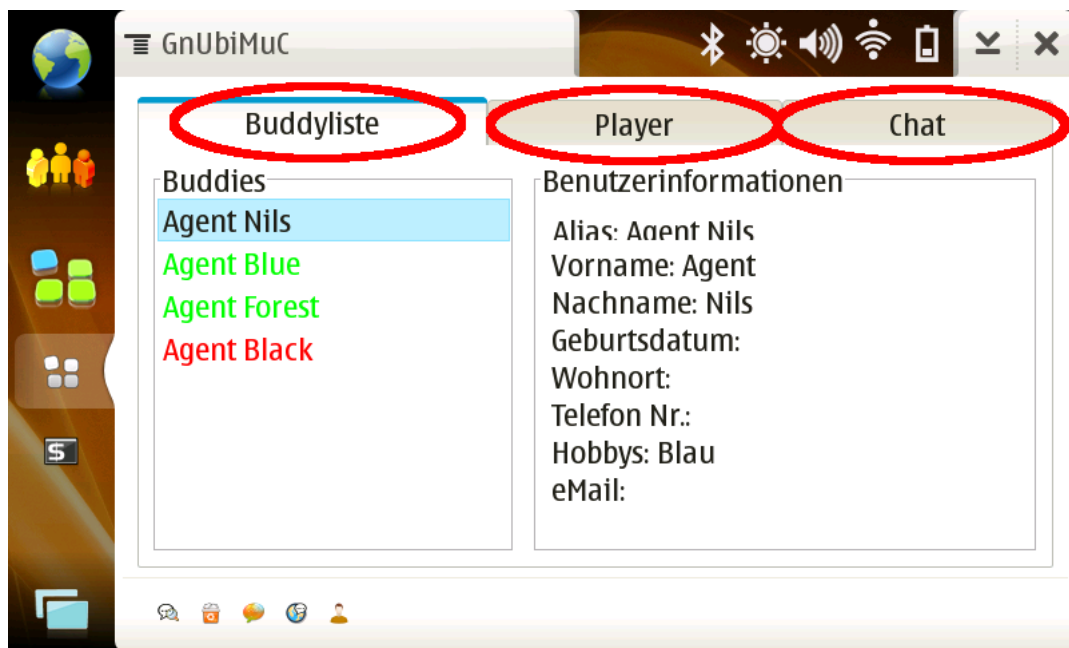 GnUbiMuC
Buddyliste
Player
Chat
Buddies
Agent Nils
Agent Blue
Agent Forest
Agent Black
Benutzerinformationen
Alias: Agent Nils
Vorname: Agent
Nachname: Nils
Geburtsdatum:
Wohnort:
Telefon Nr.:
Hobbys: Blau
eMail:
$